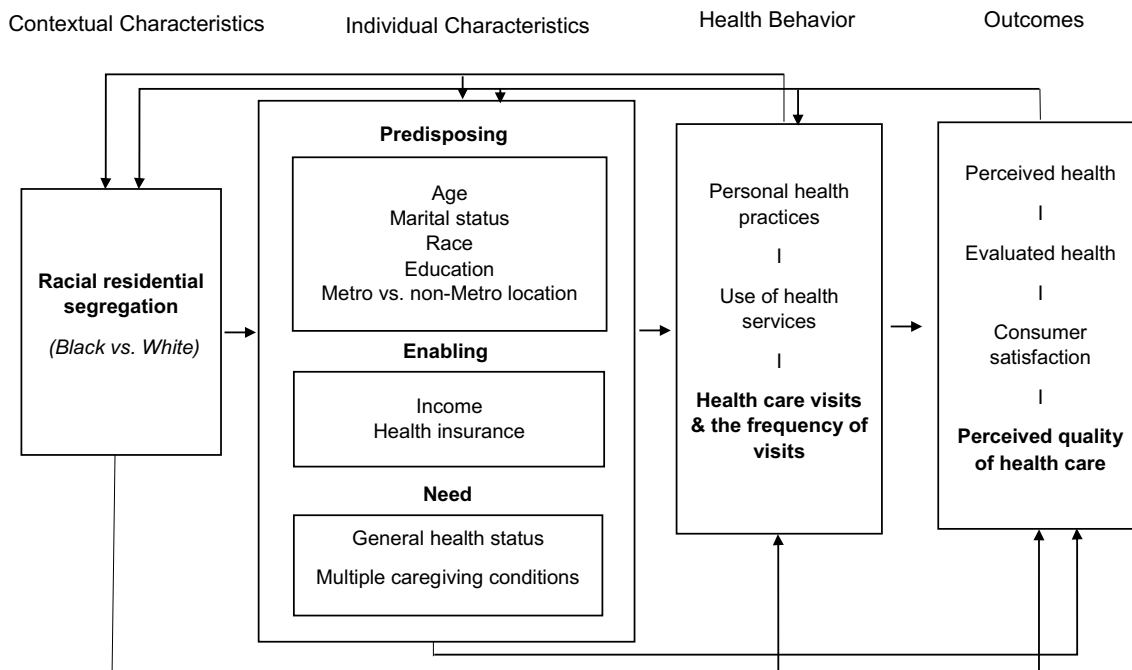 Contextual Characteristics
Individual Characteristics
Health Behavior
Outcomes
Racial residential
segregation
(Black vs. White)
Predisposing
Age
Marital status
Race
Education
Metro vs. non-Metro location
Enabling
Income
Health insurance
Need
General health status
Multiple caregiving conditions
Personal health
practices
I
Use of health
services
I
Health care visits
& the frequency of
visits
Perceived health
I
Evaluated health
I
Consumer
satisfaction
I
Perceived quality
of health care